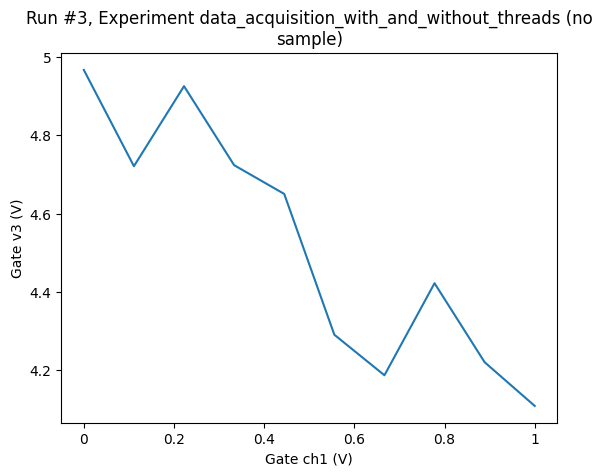 Run #3, Experiment data_acquisition_with_and_without_threads (no
sample)
5
4.8
4.6
4.4
4.2
Gate v3 (V)
0
0.2
0.4
0.6
0.8
1
Gate ch1 (V)